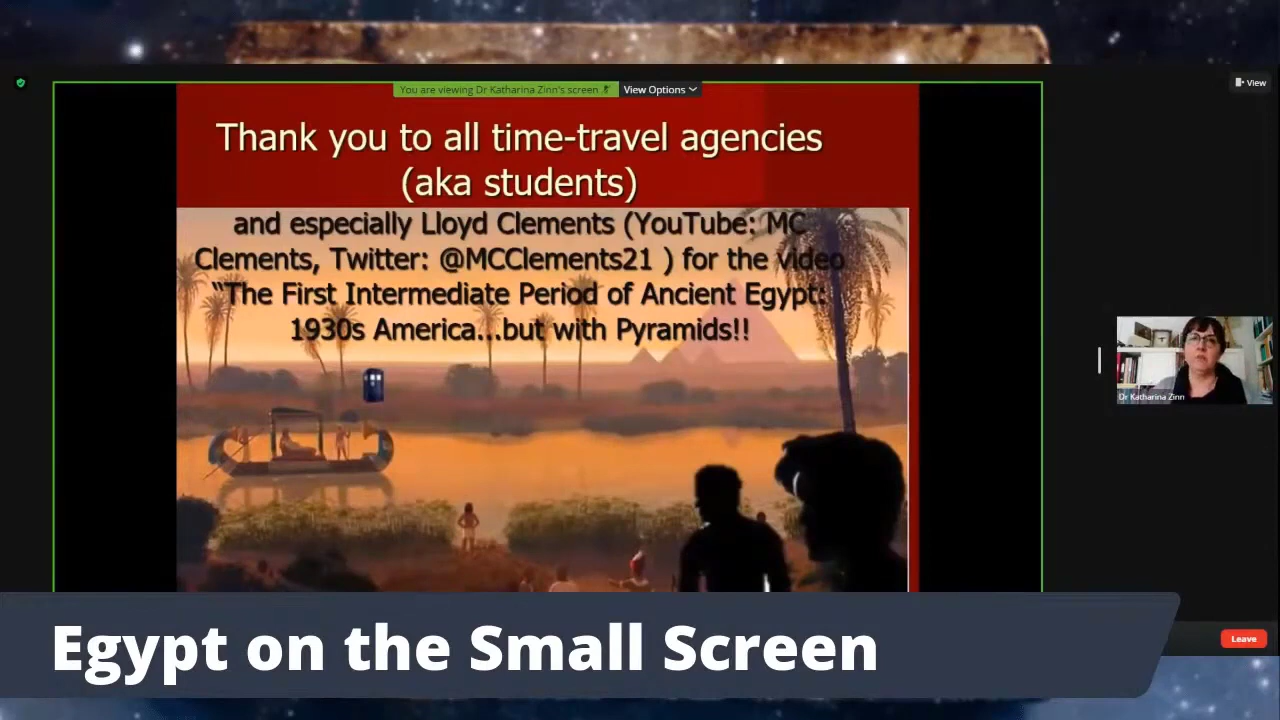 You are viewing Dr Katharina Zinn's screen
View Options
View
Thank you to all time-travel agencies
(aka students)
and especially Lloyd Clements (YouTube: MC
Clements, Twitter: @MCClements21 ) for the video
“The First Intermediate Period of Ancient Egypt:
1930s America...but with Pyramids!!
Dr Katharina Zinn
Leave
Egypt on the Small Screen